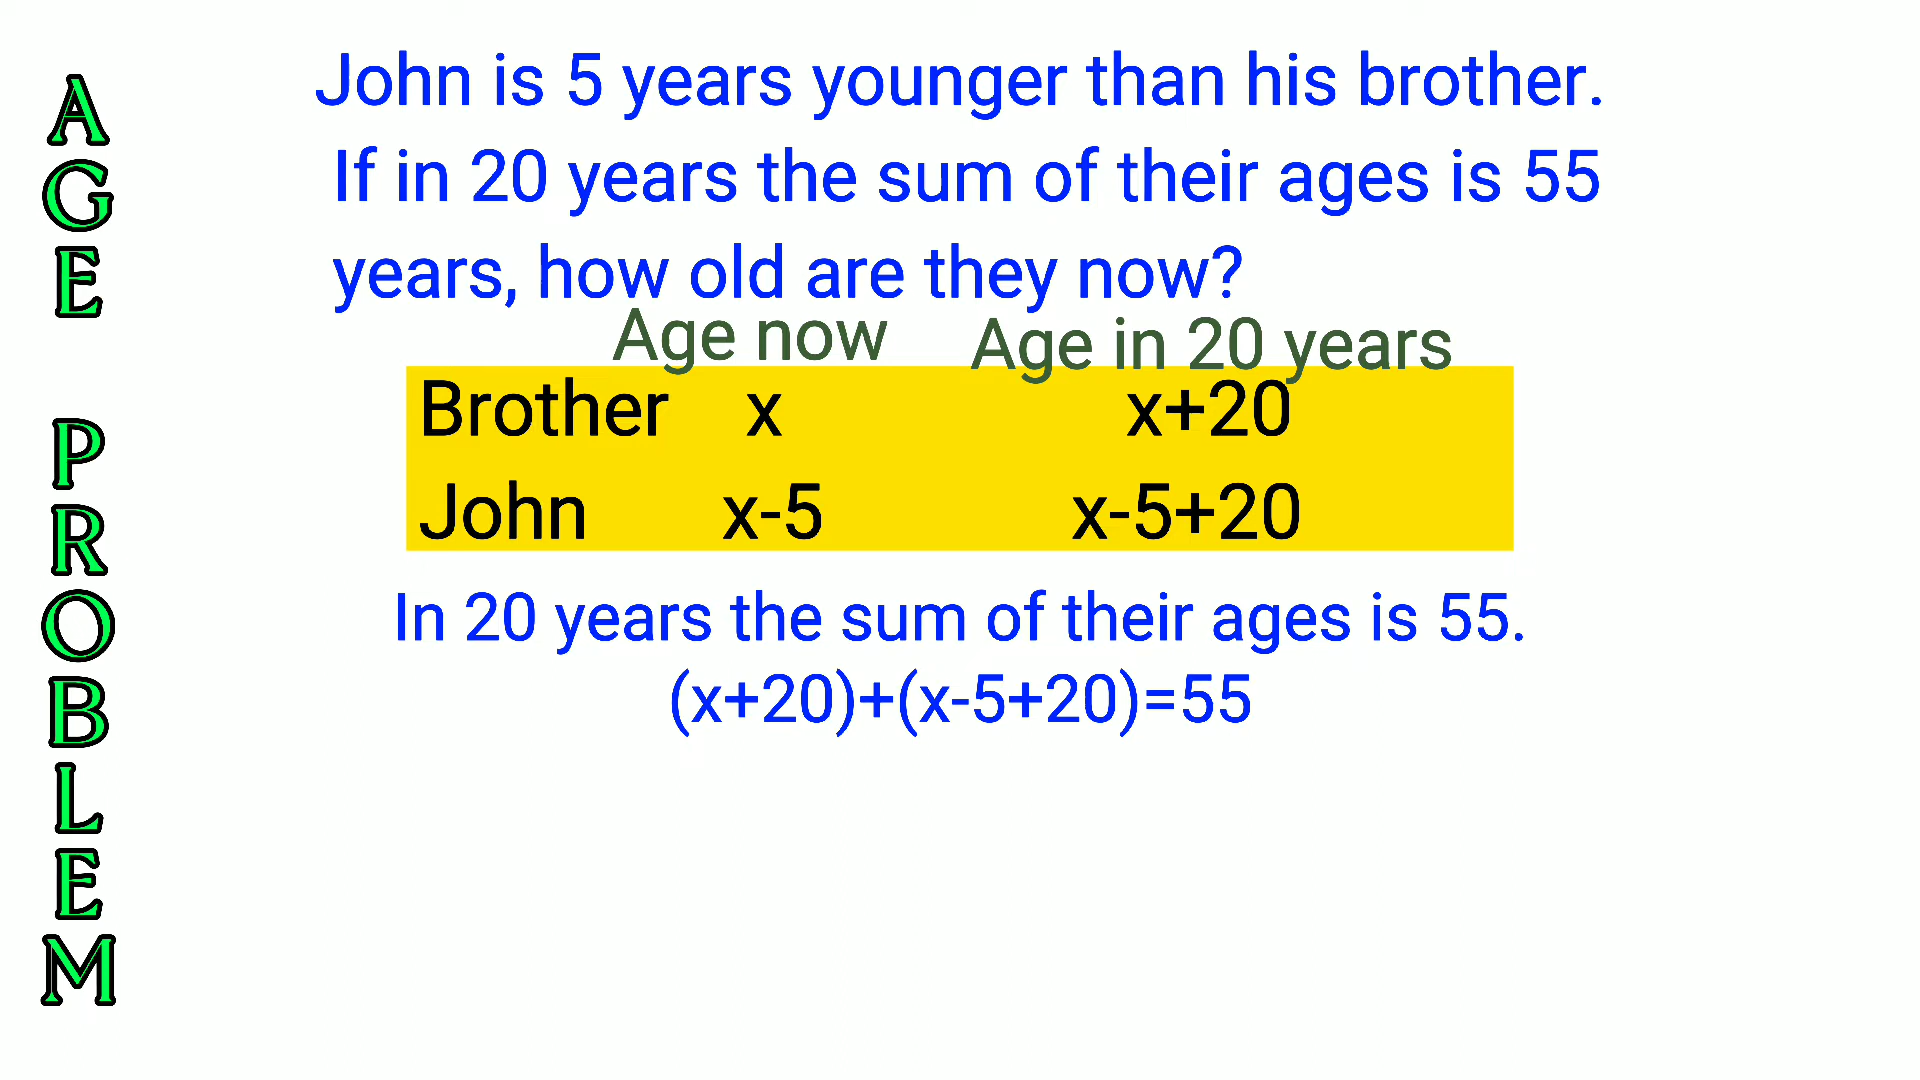 AGE PROBLEM
John is 5 years younger than his brother.
If in 20 years the sum of their ages is 55
years, how old are they now?
Age now Age in 20 years
Brother x x+20
John x-5 x-5+20
In 20 years the sum of their ages is 55.
(x+20)+(x-5+20)=55